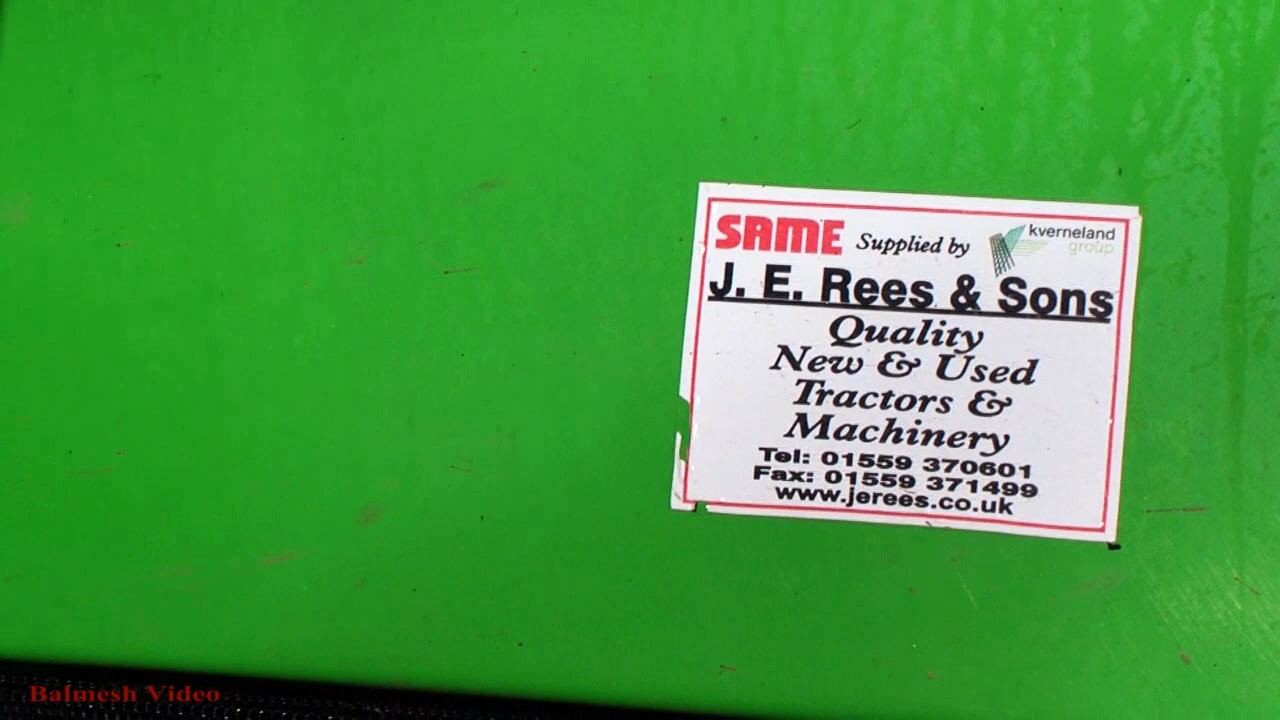 SAME Supplied by kverneland group
J. E. Rees & Sons
Quality
New & Used
Tractors &
Machinery
Tel: 01559 370601
Fax: 01559 371499
www.jerees.co.uk
Balmesh Video